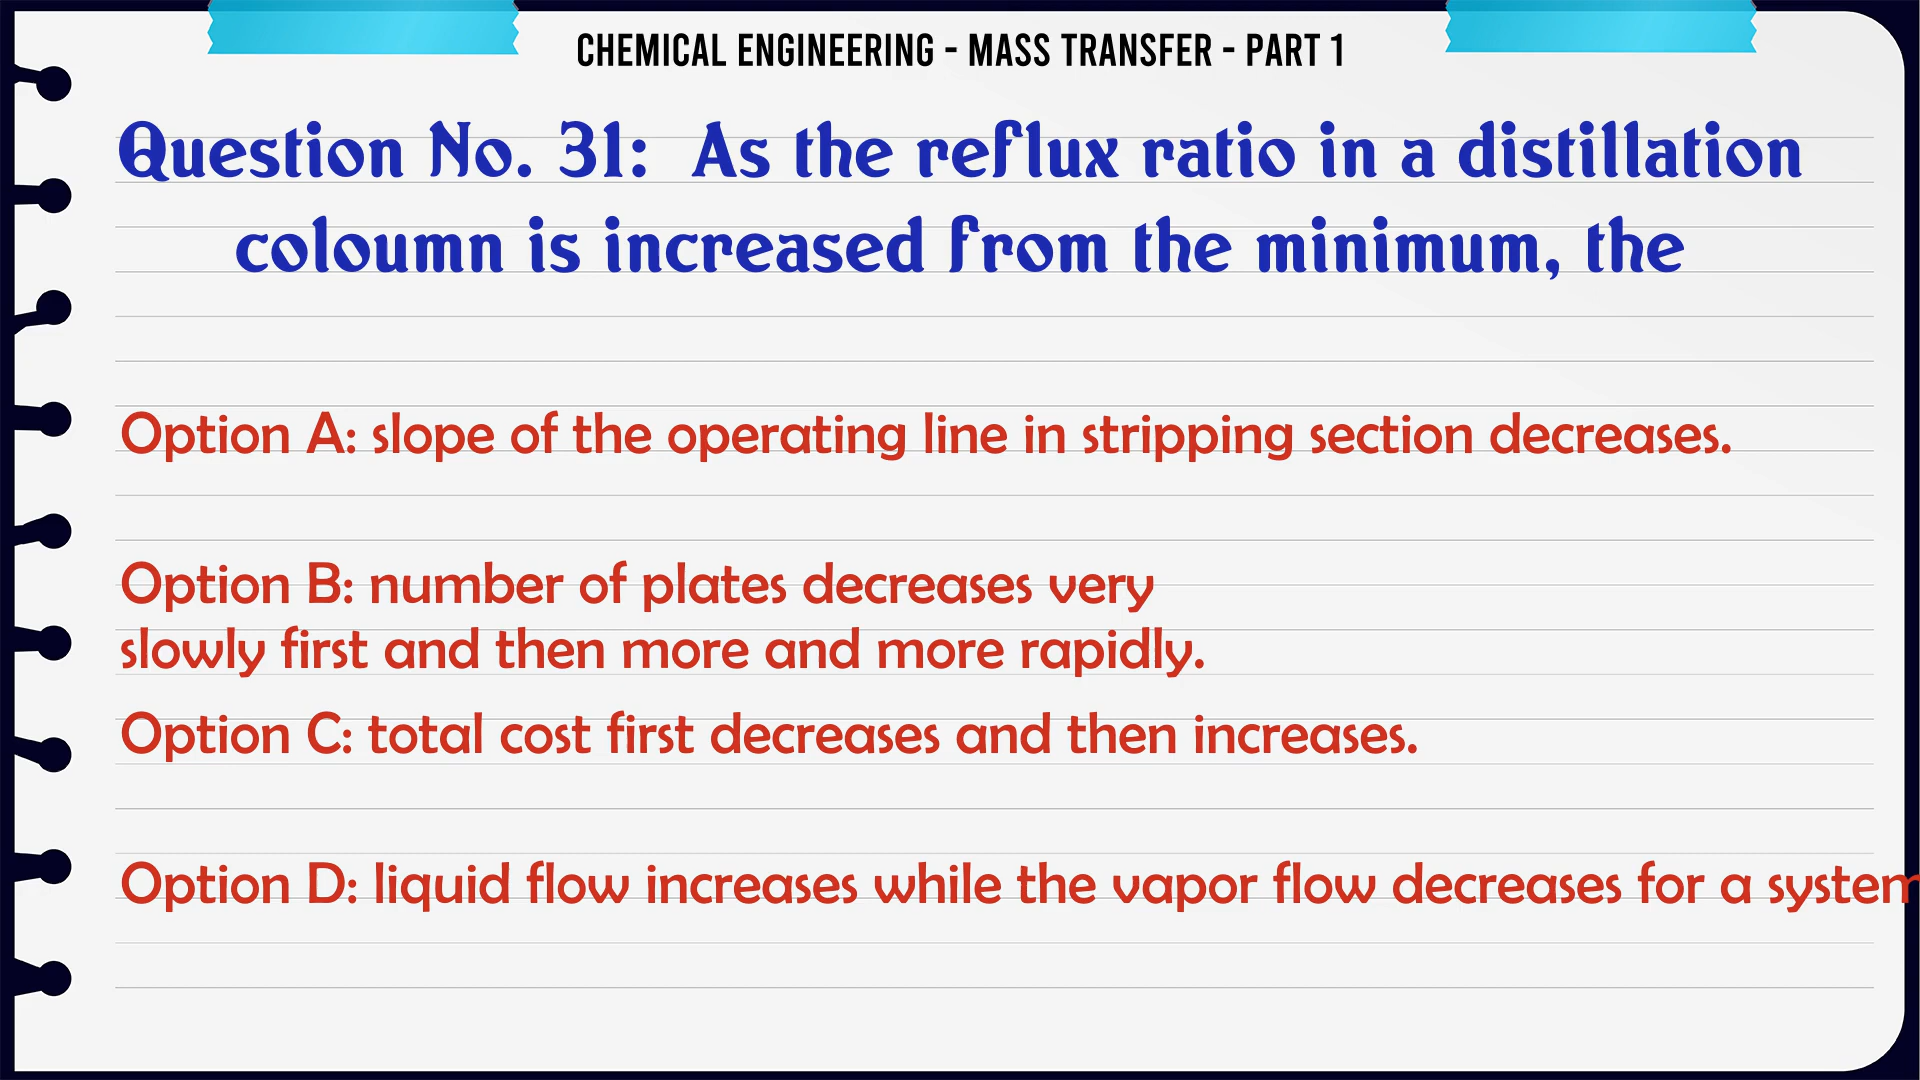 CHEMICAL ENGINEERING - MASS TRANSFER - PART 1
Question No. 31: As the reflux ratio in a distillation
coloumn is increased from the minimum, the
Option A: slope of the operating line in stripping section decreases.
Option B: number of plates decreases very
slowly first and then more and more rapidly.
Option C: total cost first decreases and then increases.
Option D: liquid flow increases while the vapor flow decreases for a system